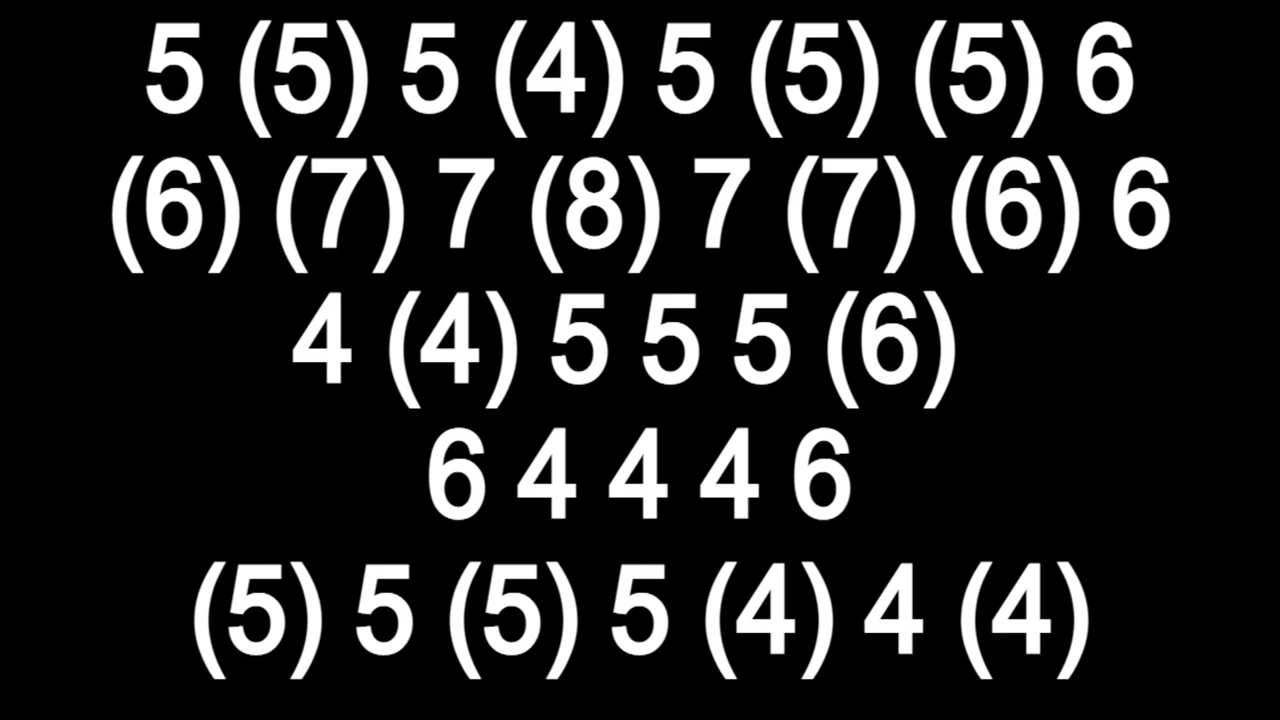 5 (5) 5 (4) 5 (5) (5) 6
(6) (7) 7 (8) 7 (7) (6) 6
4 (4) 5 5 5 (6)
6 4 4 4 6
(5) 5 (5) 5 (4) 4 (4)